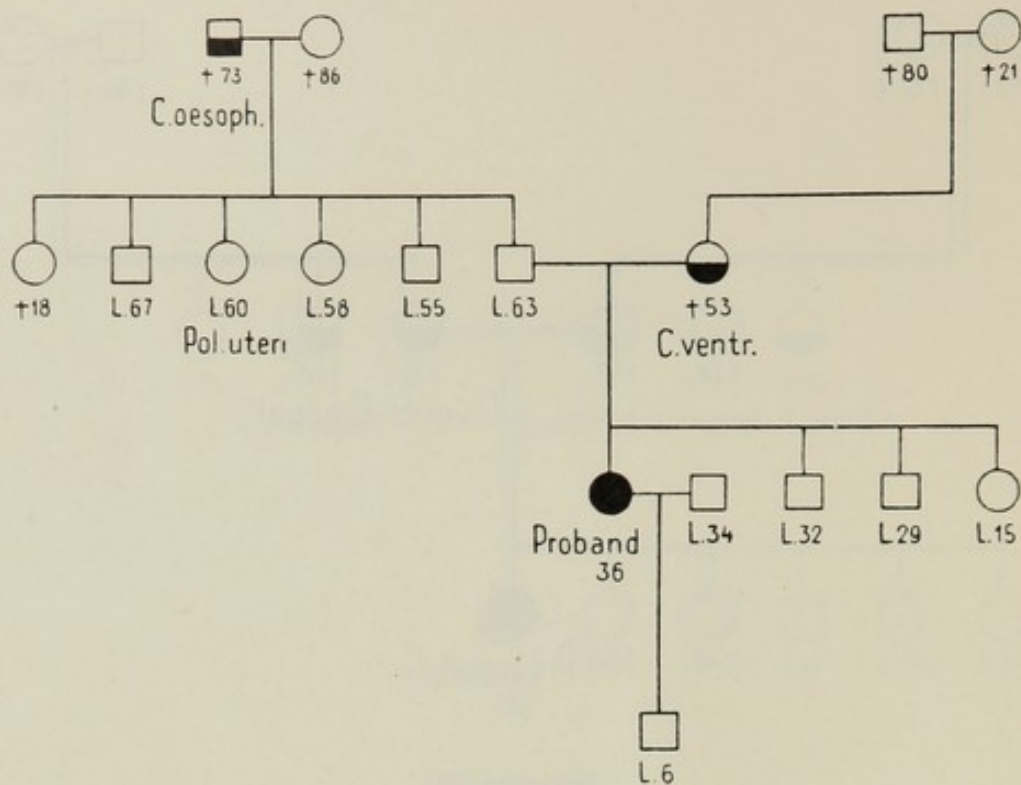 †73 †86 †80 †21
C.oesoph.
†18 L.67 L.60 L.58 L.55 L.63 †53
Pol.uteri C.ventr.
Proband L.34 L.32 L.29 L.15
36
L.6